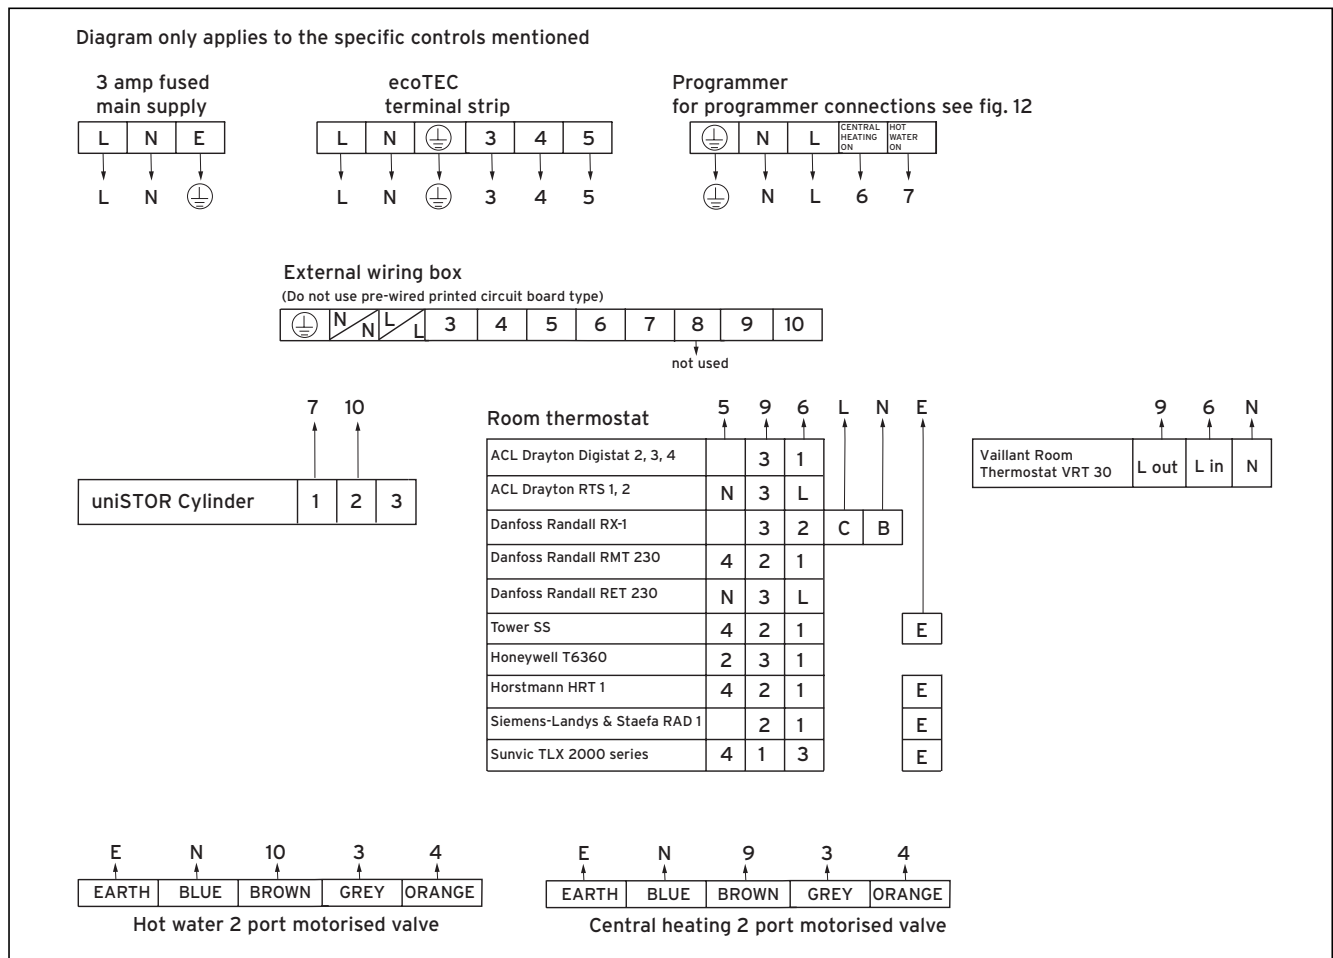 Diagram only applies to the specific controls mentioned
3 amp fused
main supply
L N E
L N
ecoTEC
terminal strip
L N 3 4 5
L N 3 4 5
Programmer
for programmer connections see fig. 12
N L CENTRAL HEATING ON HOT WATER ON
N L 6 7
External wiring box
(Do not use pre-wired printed circuit board type)
N N L L 3 4 5 6 7 8 9 10
not used
7 10
uniSTOR Cylinder 1 2 3
Room thermostat 5 9 6 L N E
ACL Drayton Digistat 2, 3, 4 3 1
ACL Drayton RTS 1, 2 N 3 L
Danfoss Randall RX-1 3 2 C B
Danfoss Randall RMT 230 4 2 1
Danfoss Randall RET 230 N 3 L
Tower SS 4 2 1 E
Honeywell T6360 2 3 1
Horstmann HRT 1 4 2 1 E
Siemens-Landys & Staefa RAD 1 2 1 E
Sunvic TLX 2000 series 4 1 3 E
9 6 N
Vaillant Room
Thermostat VRT 30 L out L in N
E N 10 3 4
EARTH BLUE BROWN GREY ORANGE
Hot water 2 port motorised valve
E N 9 3 4
EARTH BLUE BROWN GREY ORANGE
Central heating 2 port motorised valve